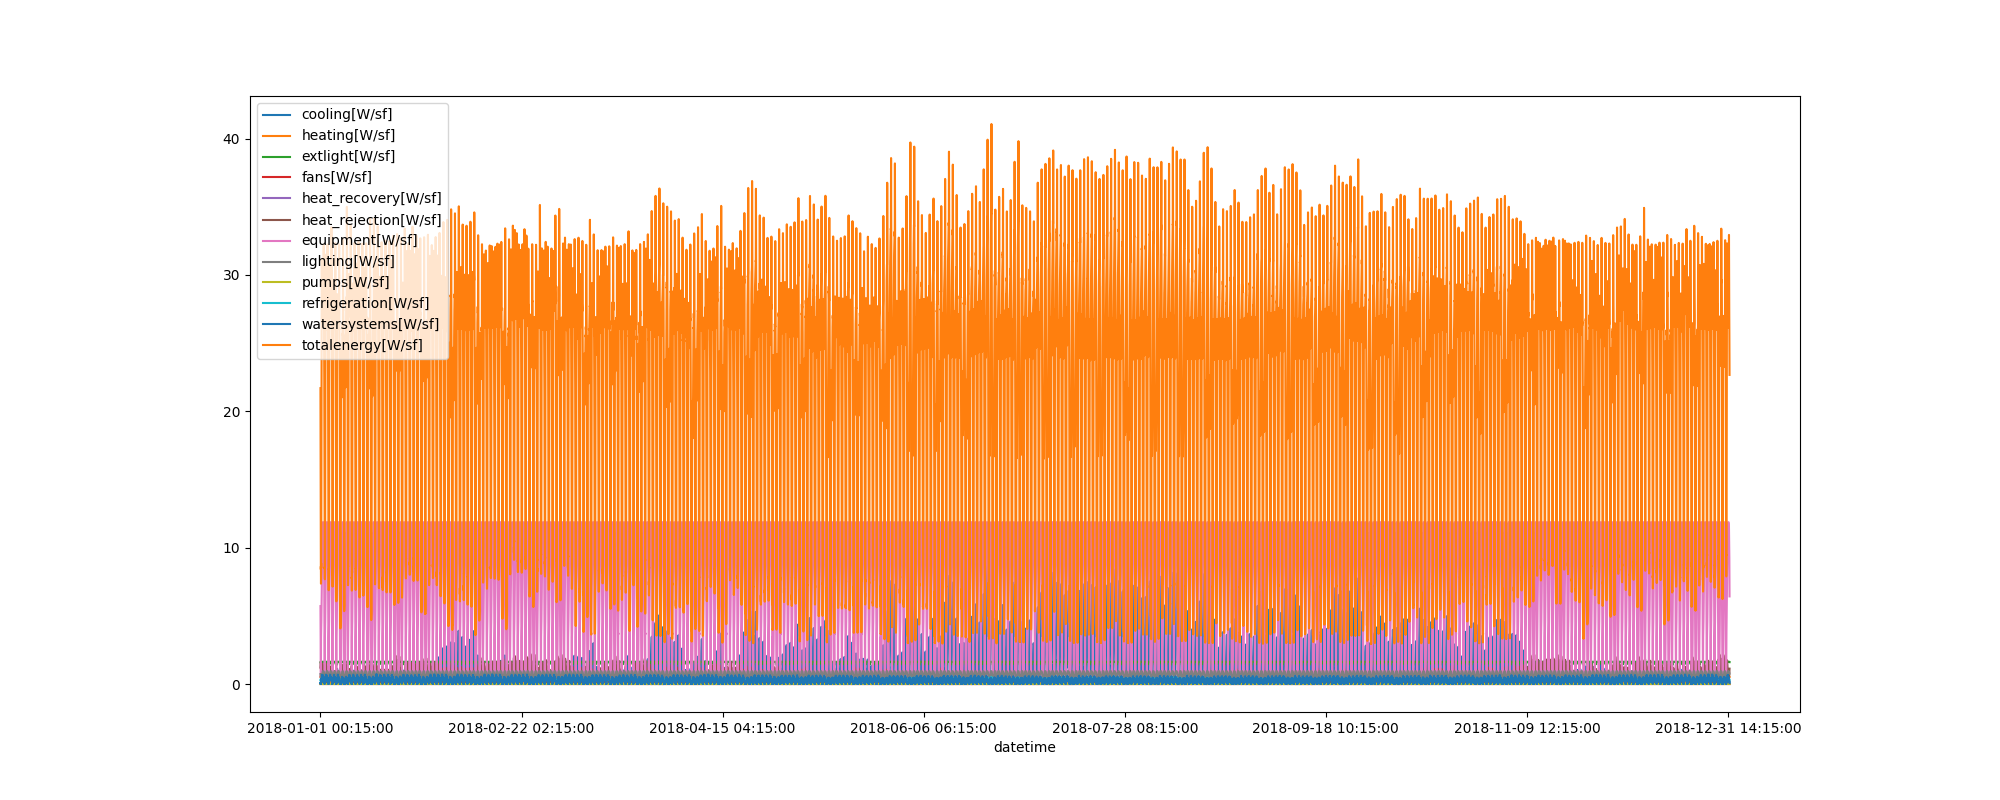 cooling[W/sf]
heating[W/sf]
extlight[W/sf]
fans[W/sf]
heat_recovery[W/sf]
heat_rejection[W/sf]
equipment[W/sf]
lighting[W/sf]
pumps[W/sf]
refrigeration[W/sf]
watersystems[W/sf]
totalenergy[W/sf]
40
30
20
10
0
2018-01-01 00:15:00
2018-02-22 02:15:00
2018-04-15 04:15:00
2018-06-06 06:15:00
2018-07-28 08:15:00
2018-09-18 10:15:00
2018-11-09 12:15:00
2018-12-31 14:15:00
datetime